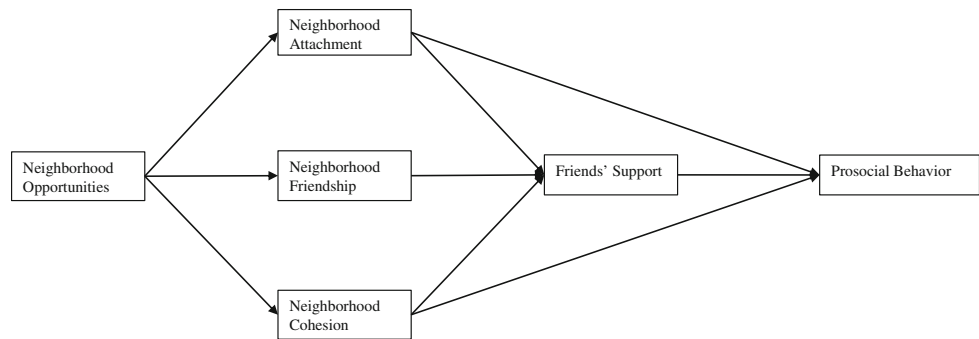 Neighborhood
Attachment
Neighborhood
Opportunities
Neighborhood
Friendship
Friends’ Support
Prosocial Behavior
Neighborhood
Cohesion